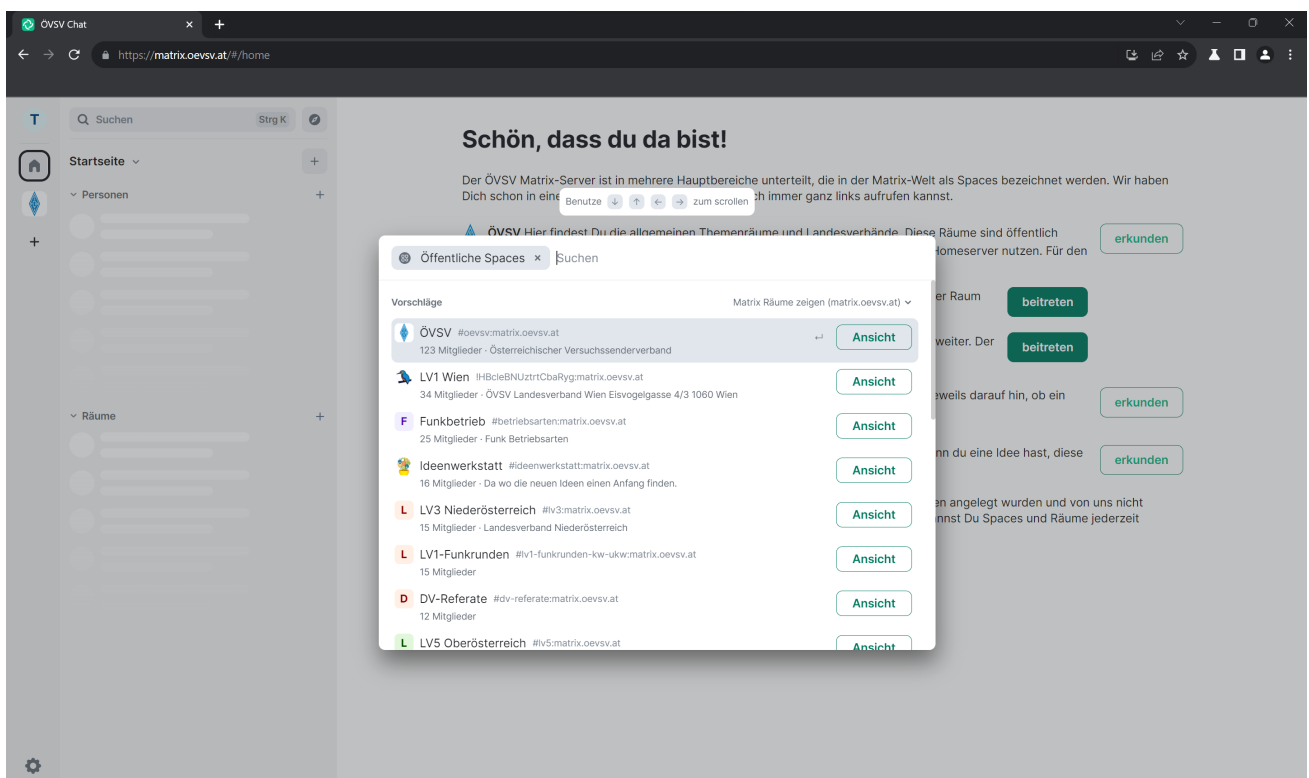 ÖVSV Chat
https://matrix.oevsv.at/#/home
T
Suchen Strg K
Startseite
Personen
Räume
Schön, dass du da bist!
Der ÖVSV Matrix-Server ist in mehrere Hauptbereiche unterteilt, die in der Matrix-Welt als Spaces bezeichnet werden. Wir haben
Dich schon in eine ch immer ganz links aufrufen kannst.
Benutze ↓ ↑ ← → zum scrollen
ÖVSV Hier findest Du die allgemeinen Themenräume und Landesverbände. Diese Räume sind öffentlich
Homeserver nutzen. Für den
erkunden
er Raum
beitreten
weiter. Der
beitreten
eweils darauf hin, ob ein
erkunden
nn du eine Idee hast, diese
erkunden
en angelegt wurden und von uns nicht
nnst Du Spaces und Räume jederzeit
Öffentliche Spaces × Suchen
Vorschläge Matrix Räume zeigen (matrix.oevsv.at)
ÖVSV #oevsv:matrix.oevsv.at
123 Mitglieder · Österreichischer Versuchssenderverband
Ansicht
LV1 Wien !HBcleBNUztrtCbaRyg:matrix.oevsv.at
34 Mitglieder · ÖVSV Landesverband Wien Eisvogelgasse 4/3 1060 Wien
Ansicht
F Funkbetrieb #betriebsarten:matrix.oevsv.at
25 Mitglieder · Funk Betriebsarten
Ansicht
Ideenwerkstatt #ideenwerkstatt:matrix.oevsv.at
16 Mitglieder · Da wo die neuen Ideen einen Anfang finden.
Ansicht
L LV3 Niederösterreich #lv3:matrix.oevsv.at
15 Mitglieder · Landesverband Niederösterreich
Ansicht
L LV1-Funkrunden #lv1-funkrunden-kw-ukw:matrix.oevsv.at
15 Mitglieder
Ansicht
D DV-Referate #dv-referate:matrix.oevsv.at
12 Mitglieder
Ansicht
L LV5 Oberösterreich #lv5:matrix.oevsv.at
Ansicht